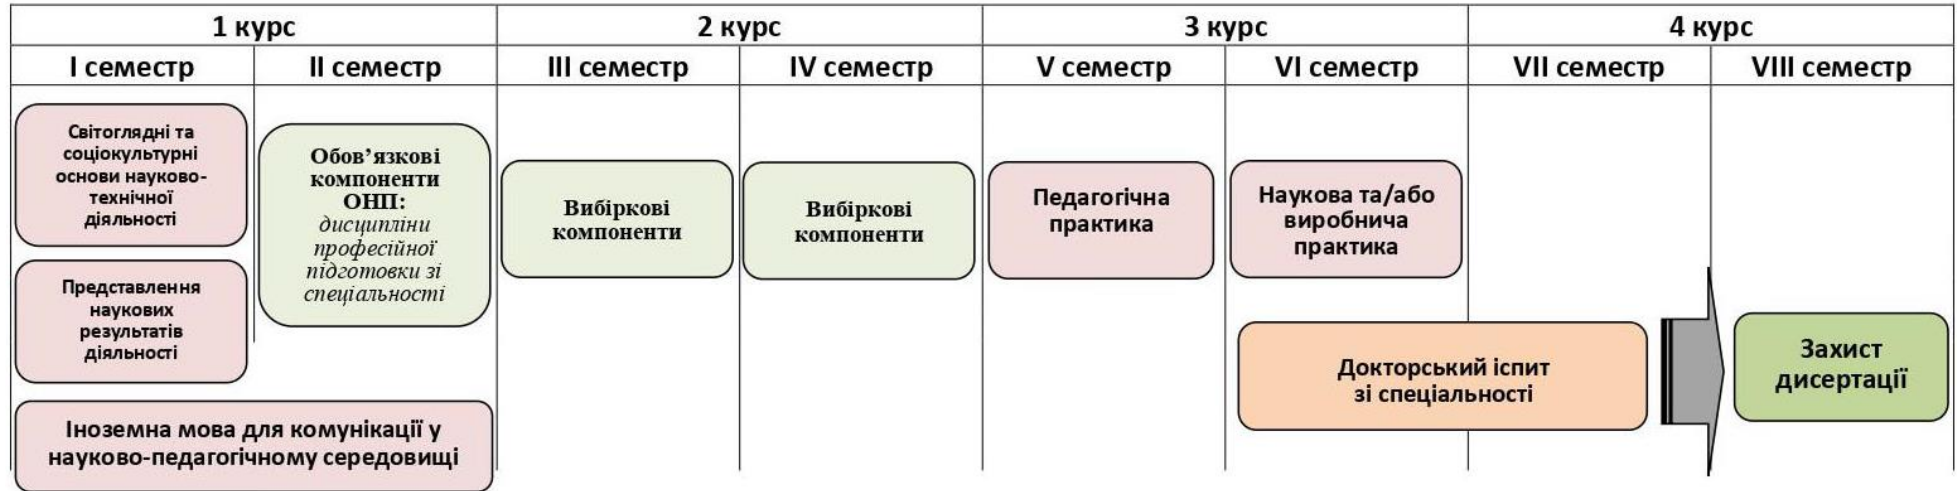 1 курс
2 курс
3 курс
4 курс
I семестр
II семестр
III семестр
IV семестр
V семестр
VI семестр
VII семестр
VIII семестр
Світоглядні та
соціокультурні
основи науково-
технічної
діяльності
Представлення
наукових
результатів
діяльності
Іноземна мова для комунікації у
науково-педагогічному середовищі
Обов’язкові
компоненти
ОНП:
дисципліни
професійної
підготовки зі
спеціальності
Вибіркові
компоненти
Вибіркові
компоненти
Педагогічна
практика
Наукова та/або
виробнича
практика
Докторський іспит
зі спеціальності
Захист
дисертації